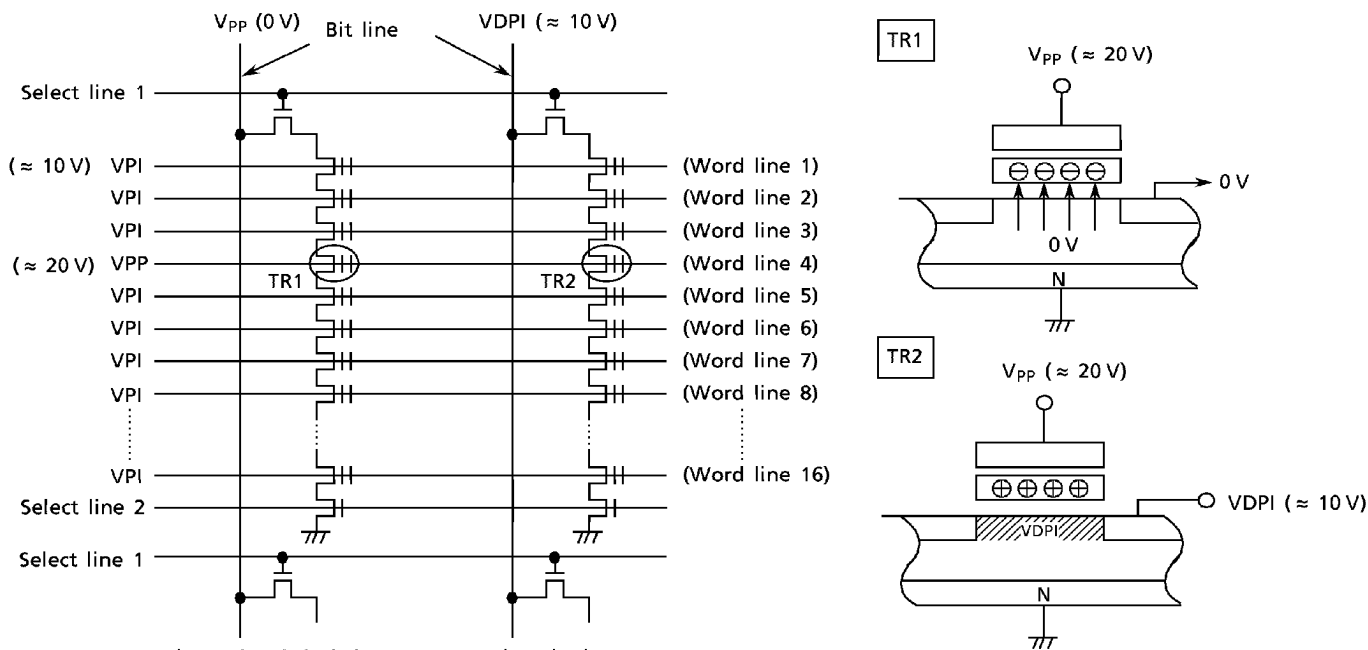 VPP (0 V)
Bit line
VDPI (≈ 10 V)
Select line 1
(≈ 10 V) VPI (Word line 1)
VPI (Word line 2)
VPI (Word line 3)
(≈ 20 V) VPP (Word line 4)
TR1 TR2
VPI (Word line 5)
VPI (Word line 6)
VPI (Word line 7)
VPI (Word line 8)
VPI (Word line 16)
Select line 2
Select line 1
TR1
VPP (≈ 20 V)
0 V
0 V
N
TR2
VPP (≈ 20 V)
VDPI (≈ 10 V)
VDPI
N